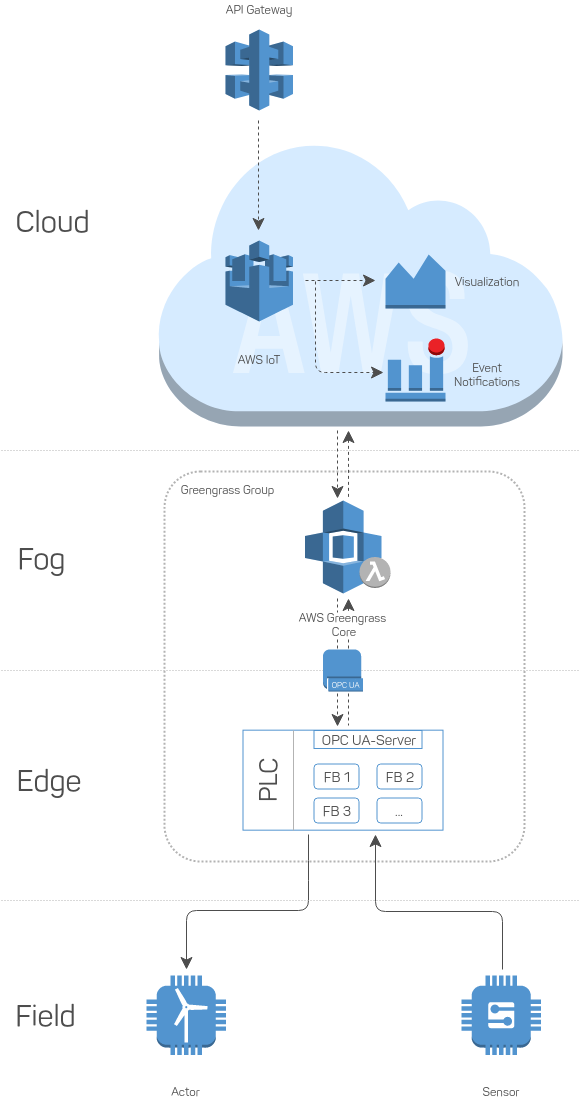 API Gateway
Cloud
AWS
AWS IoT
Visualization
Event
Notifications
Greengrass Group
Fog
λ
AWS Greengrass
Core
OPC UA
Edge
PLC
OPC UA-Server
FB 1
FB 2
FB 3
...
Field
Actor
Sensor